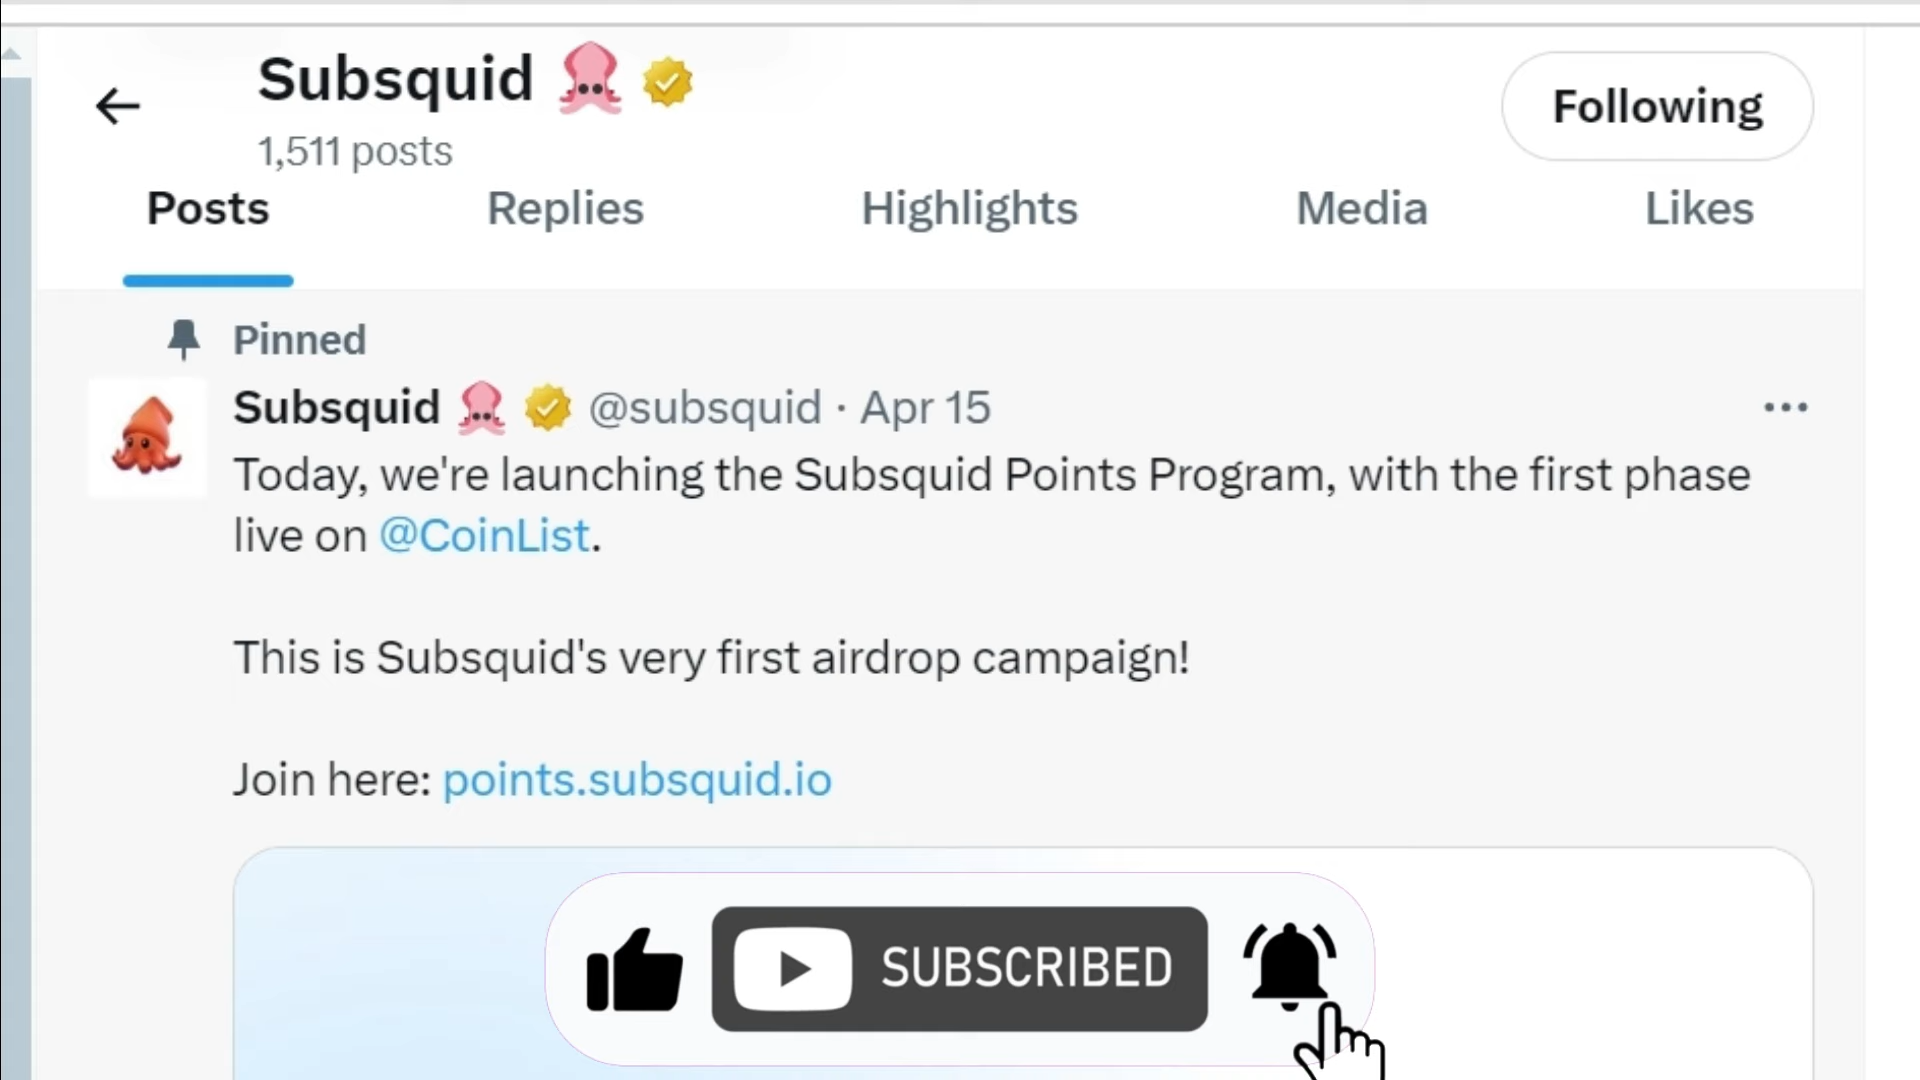 Subsquid
1,511 posts
Following
Posts Replies Highlights Media Likes
Pinned
Subsquid @subsquid · Apr 15
Today, we're launching the Subsquid Points Program, with the first phase
live on @CoinList.
This is Subsquid's very first airdrop campaign!
Join here: points.subsquid.io
SUBSCRIBED